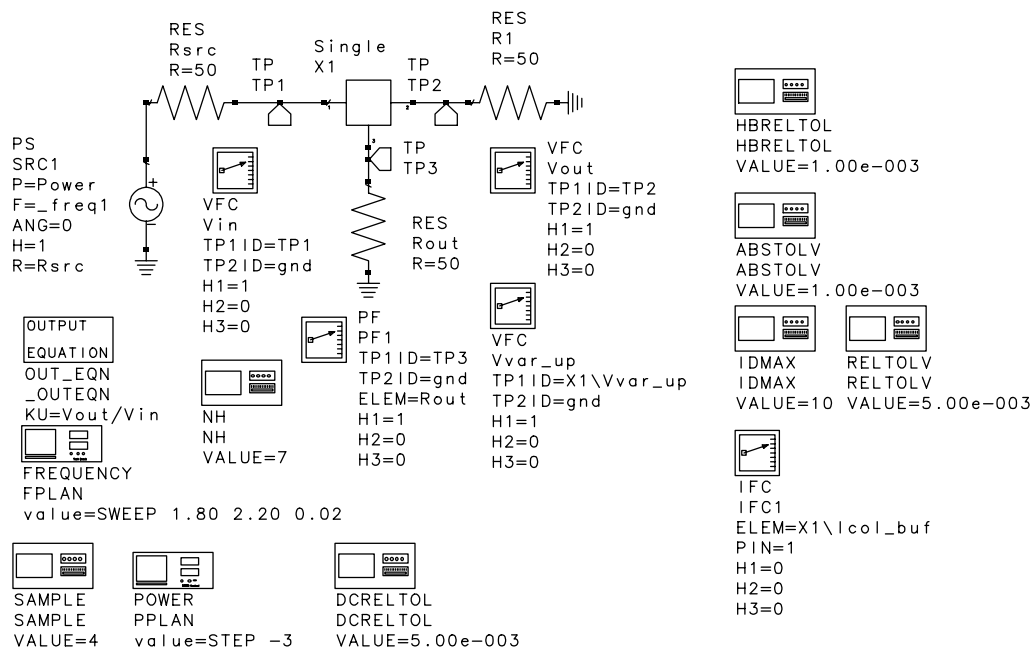 RES
Rsrc
R=50
TP
TP1
Single
X1
TP
TP2
RES
R1
R=50
1
2
3
TP
TP3
PS
SRC1
P=Power
F=_freq1
ANG=0
H=1
R=Rsrc
+
−
VFC
Vin
TP1ID=TP1
TP2ID=gnd
H1=1
H2=0
H3=0
RES
Rout
R=50
VFC
Vout
TP1ID=TP2
TP2ID=gnd
H1=1
H2=0
H3=0
HBRELTOL
HBRELTOL
VALUE=1.00e-003
ABSTOLV
ABSTOLV
VALUE=1.00e-003
OUTPUT
EQUATION
OUT_EQN
_OUTEQN
KU=Vout/Vin
NH
NH
VALUE=7
PF
PF1
TP1ID=TP3
TP2ID=gnd
ELEM=Rout
H1=1
H2=0
H3=0
VFC
Vvar_up
TP1ID=X1\Vvar_up
TP2ID=gnd
H1=1
H2=0
H3=0
IDMAX
IDMAX
VALUE=10
RELTOLV
RELTOLV
VALUE=5.00e-003
FREQUENCY
FPLAN
value=SWEEP 1.80 2.20 0.02
IFC
IFC1
ELEM=X1\Icol_buf
PIN=1
H1=0
H2=0
H3=0
SAMPLE
SAMPLE
VALUE=4
POWER
PPLAN
value=STEP -3
DCRELTOL
DCRELTOL
VALUE=5.00e-003